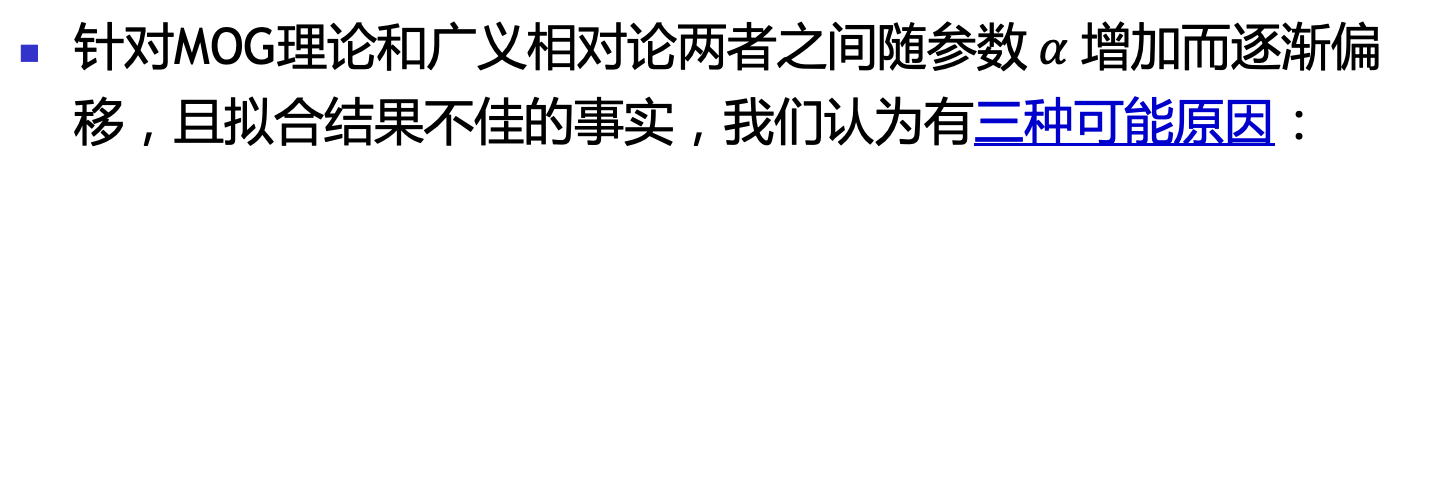 针对MOG理论和广义相对论两者之间随参数 α 增加而逐渐偏
移，且拟合结果不佳的事实，我们认为有三种可能原因：